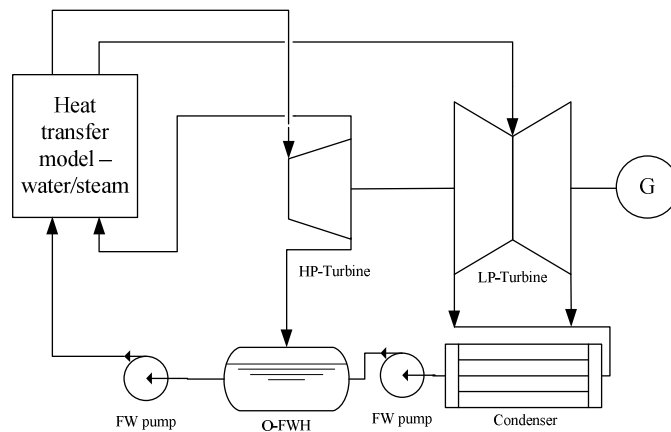 Heat
transfer
model –
water/steam
G
HP-Turbine
LP-Turbine
FW pump
O-FWH
FW pump
Condenser